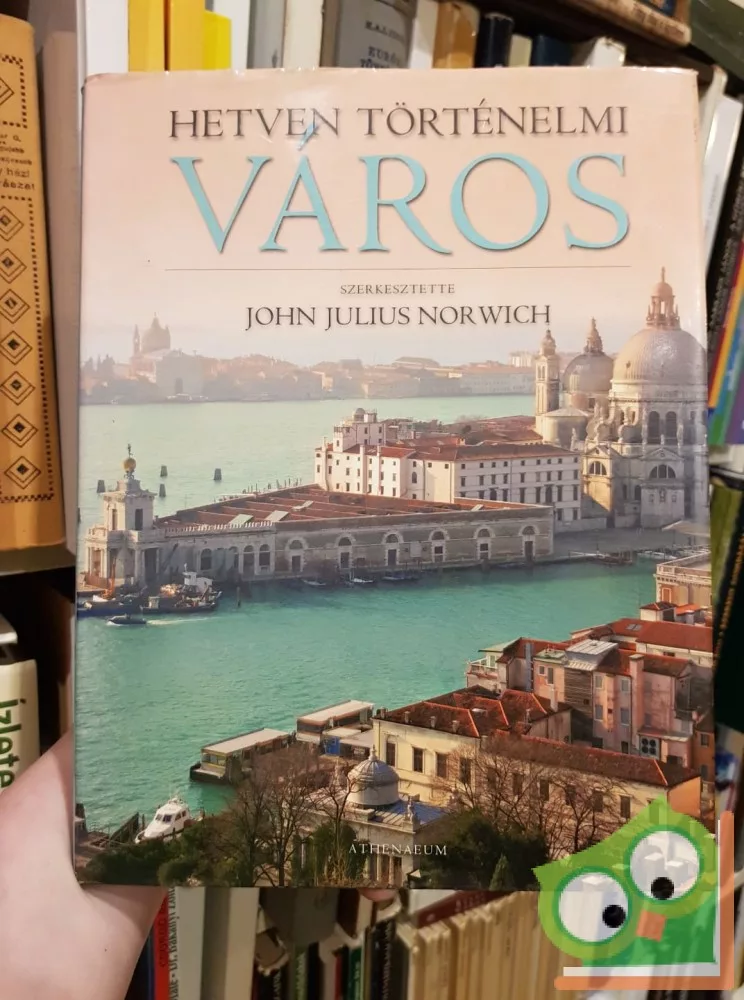 HETVEN TÖRTÉNELMI
VÁROS
SZERKESZTETTE
JOHN JULIUS NORWICH
ATHENAEUM